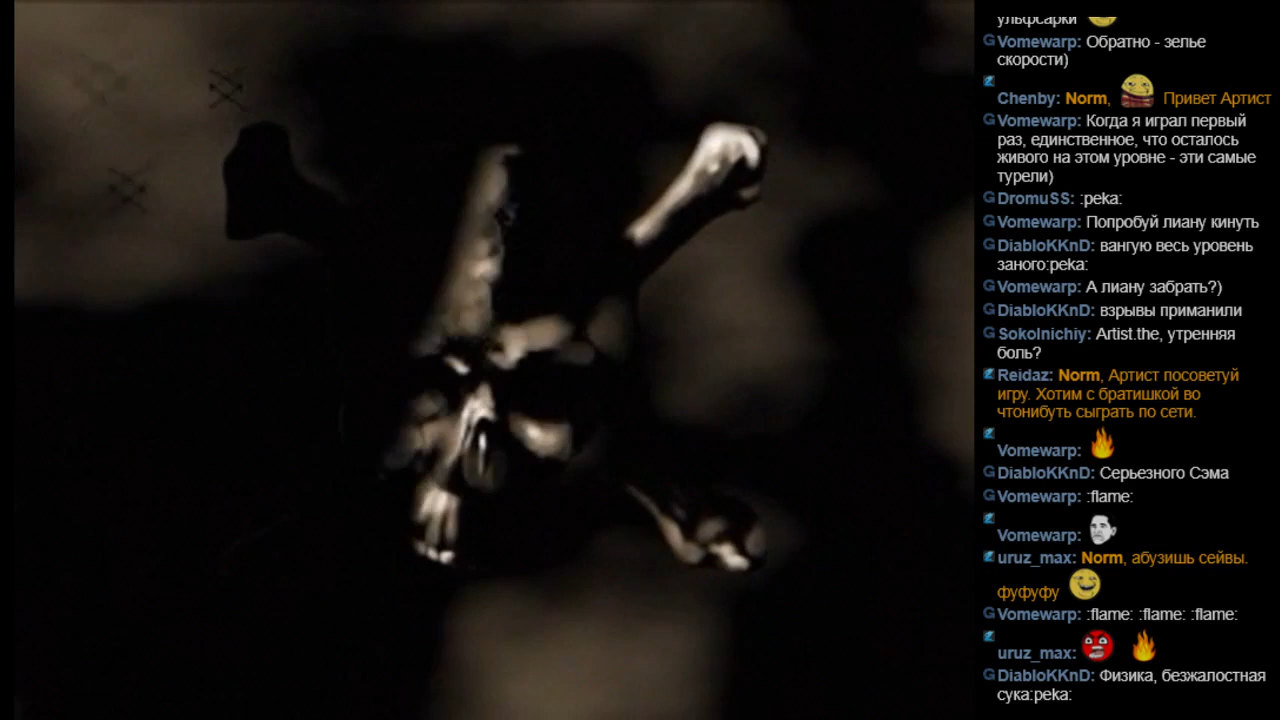 ульфсарки
Vomewarp: Обратно - зелье
скорости)
Chenby: Norm, Привет Артист
Vomewarp: Когда я играл первый
раз, единственное, что осталось
живого на этом уровне - эти самые
турели)
DromuSS: :peka:
Vomewarp: Попробуй лиану кинуть
DiabloKKnD: вангую весь уровень
заного:peka:
Vomewarp: А лиану забрать?)
DiabloKKnD: взрывы приманили
Sokolnichiy: Artist.the, утренняя
боль?
Reidaz: Norm, Артист посоветуй
игру. Хотим с братишкой во
чтонибуть сыграть по сети.
Vomewarp:
DiabloKKnD: Серьезного Сэма
Vomewarp: :flame:
Vomewarp:
uruz_max: Norm, абузишь сейвы.
фуфуфу
Vomewarp: :flame: :flame: :flame:
uruz_max:
DiabloKKnD: Физика, безжалостная
сука:peka: